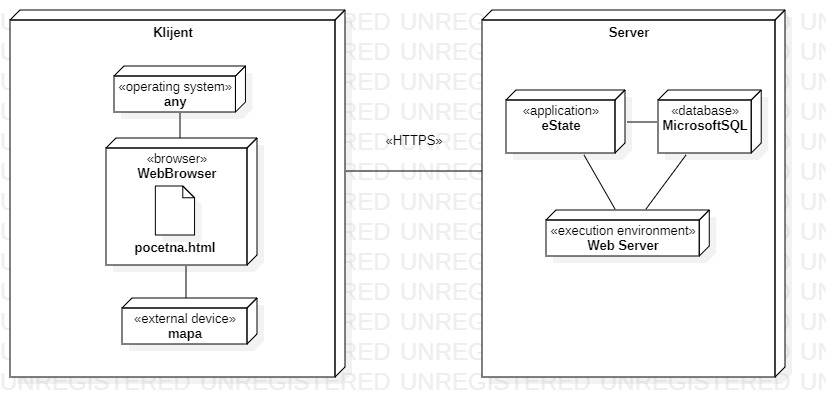 Klijent
«operating system»
any
«browser»
WebBrowser
pocetna.html
«external device»
mapa
«HTTPS»
Server
«application»
eState
«database»
MicrosoftSQL
«execution environment»
Web Server
UNREGISTERED UNREGISTERED UNREGISTERED UNREGISTERED UN